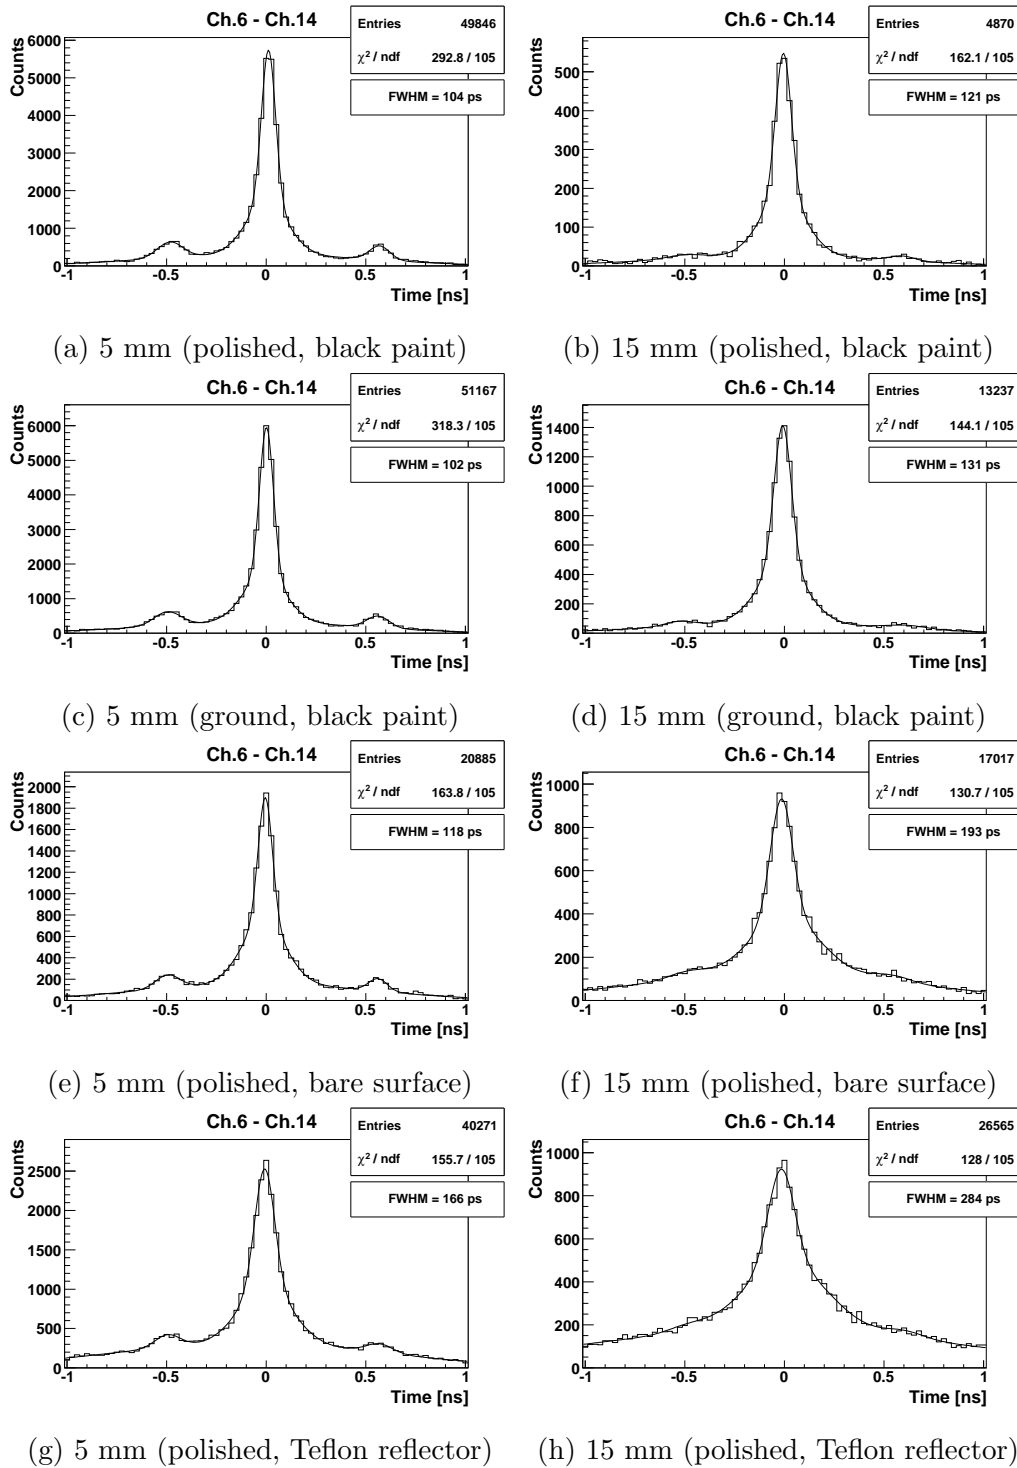 Ch.6 - Ch.14
Entries 49846
χ² / ndf 292.8 / 105
FWHM = 104 ps
Counts
6000
5000
4000
3000
2000
1000
0
-1 -0.5 0 0.5 1
Time [ns]
(a) 5 mm (polished, black paint)
Ch.6 - Ch.14
Entries 4870
χ² / ndf 162.1 / 105
FWHM = 121 ps
Counts
500
400
300
200
100
0
-1 -0.5 0 0.5 1
Time [ns]
(b) 15 mm (polished, black paint)
Ch.6 - Ch.14
Entries 51167
χ² / ndf 318.3 / 105
FWHM = 102 ps
Counts
6000
5000
4000
3000
2000
1000
0
-1 -0.5 0 0.5 1
Time [ns]
(c) 5 mm (ground, black paint)
Ch.6 - Ch.14
Entries 13237
χ² / ndf 144.1 / 105
FWHM = 131 ps
Counts
1400
1200
1000
800
600
400
200
0
-1 -0.5 0 0.5 1
Time [ns]
(d) 15 mm (ground, black paint)
Ch.6 - Ch.14
Entries 20885
χ² / ndf 163.8 / 105
FWHM = 118 ps
Counts
2000
1800
1600
1400
1200
1000
800
600
400
200
0
-1 -0.5 0 0.5 1
Time [ns]
(e) 5 mm (polished, bare surface)
Ch.6 - Ch.14
Entries 17017
χ² / ndf 130.7 / 105
FWHM = 193 ps
Counts
1000
800
600
400
200
0
-1 -0.5 0 0.5 1
Time [ns]
(f) 15 mm (polished, bare surface)
Ch.6 - Ch.14
Entries 40271
χ² / ndf 155.7 / 105
FWHM = 166 ps
Counts
2500
2000
1500
1000
500
0
-1 -0.5 0 0.5 1
Time [ns]
(g) 5 mm (polished, Teflon reflector)
Ch.6 - Ch.14
Entries 26565
χ² / ndf 128 / 105
FWHM = 284 ps
Counts
1000
800
600
400
200
0
-1 -0.5 0 0.5 1
Time [ns]
(h) 15 mm (polished, Teflon reflector)